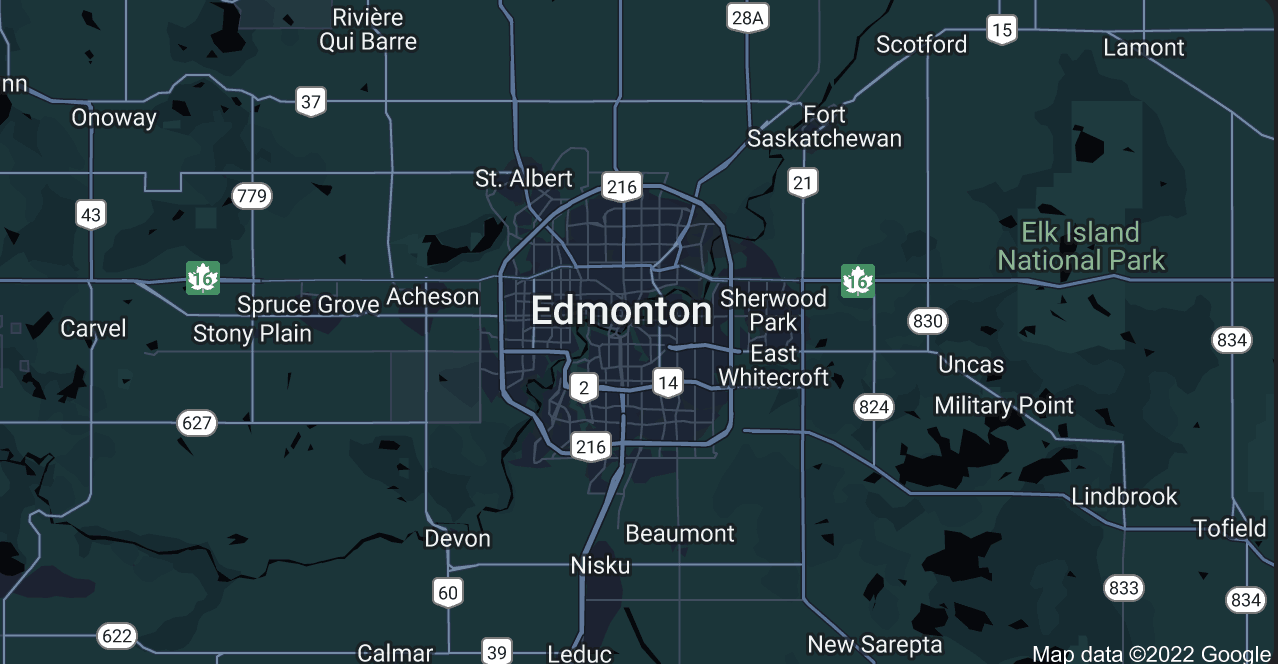 Rivière
Qui Barre
28A
15
Scotford
Lamont
nn
37
Onoway
Fort
Saskatchewan
St. Albert
216
21
779
43
Elk Island
National Park
16
16
Spruce Grove
Acheson
Edmonton
Sherwood
Park
830
Carvel
Stony Plain
834
East
Whitecroft
Uncas
2
14
824
Military Point
627
216
Lindbrook
Tofield
Devon
Beaumont
Nisku
60
833
834
622
Calmar
39
Leduc
New Sarepta
Map data ©2022 Google